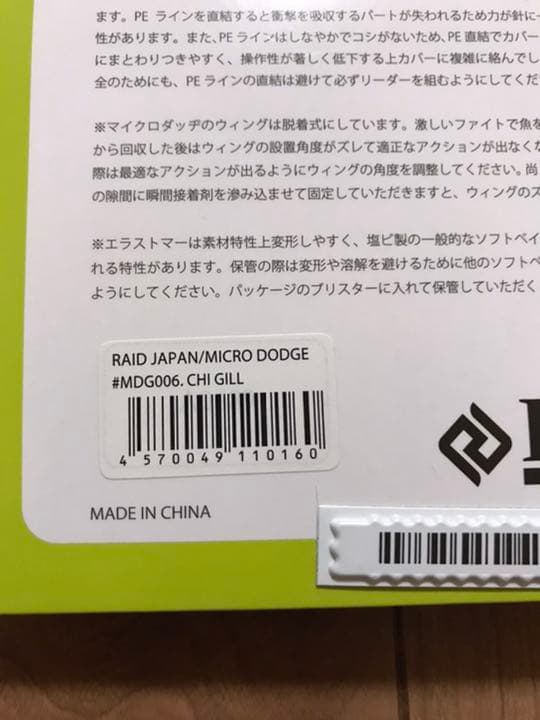 ます。PE ラインを直結すると衝撃を吸収するパートが失われるため力が針に一
性があります。また、PE ラインはしなやかでコシがないため、PE 直結でカバー
にまとわりつきやすく、操作性が著しく低下する上カバーに複雑に絡んでし
全のためにも、PE ラインの直結は避けて必ずリーダーを組むようにしてくだ
※マイクロダッヂのウィングは脱着式にしています。激しいファイトで魚を
から回収した後はウィングの設置角度がズレて適正なアクションが出なくな
際は最適なアクションが出るようにウィングの角度を調整してください。尚
の隙間に瞬間接着剤を滲み込ませて固定していただきますと、ウィングのズ
※エラストマーは素材特性上変形しやすく、塩ビ製の一般的なソフトベイ
れる特性があります。保管の際は変形や溶解を避けるために他のソフトベ
ようにしてください。パッケージのブリスターに入れて保管していただく
RAID JAPAN/MICRO DODGE
#MDG006. CHI GILL
4 570049 110160
MADE IN CHINA